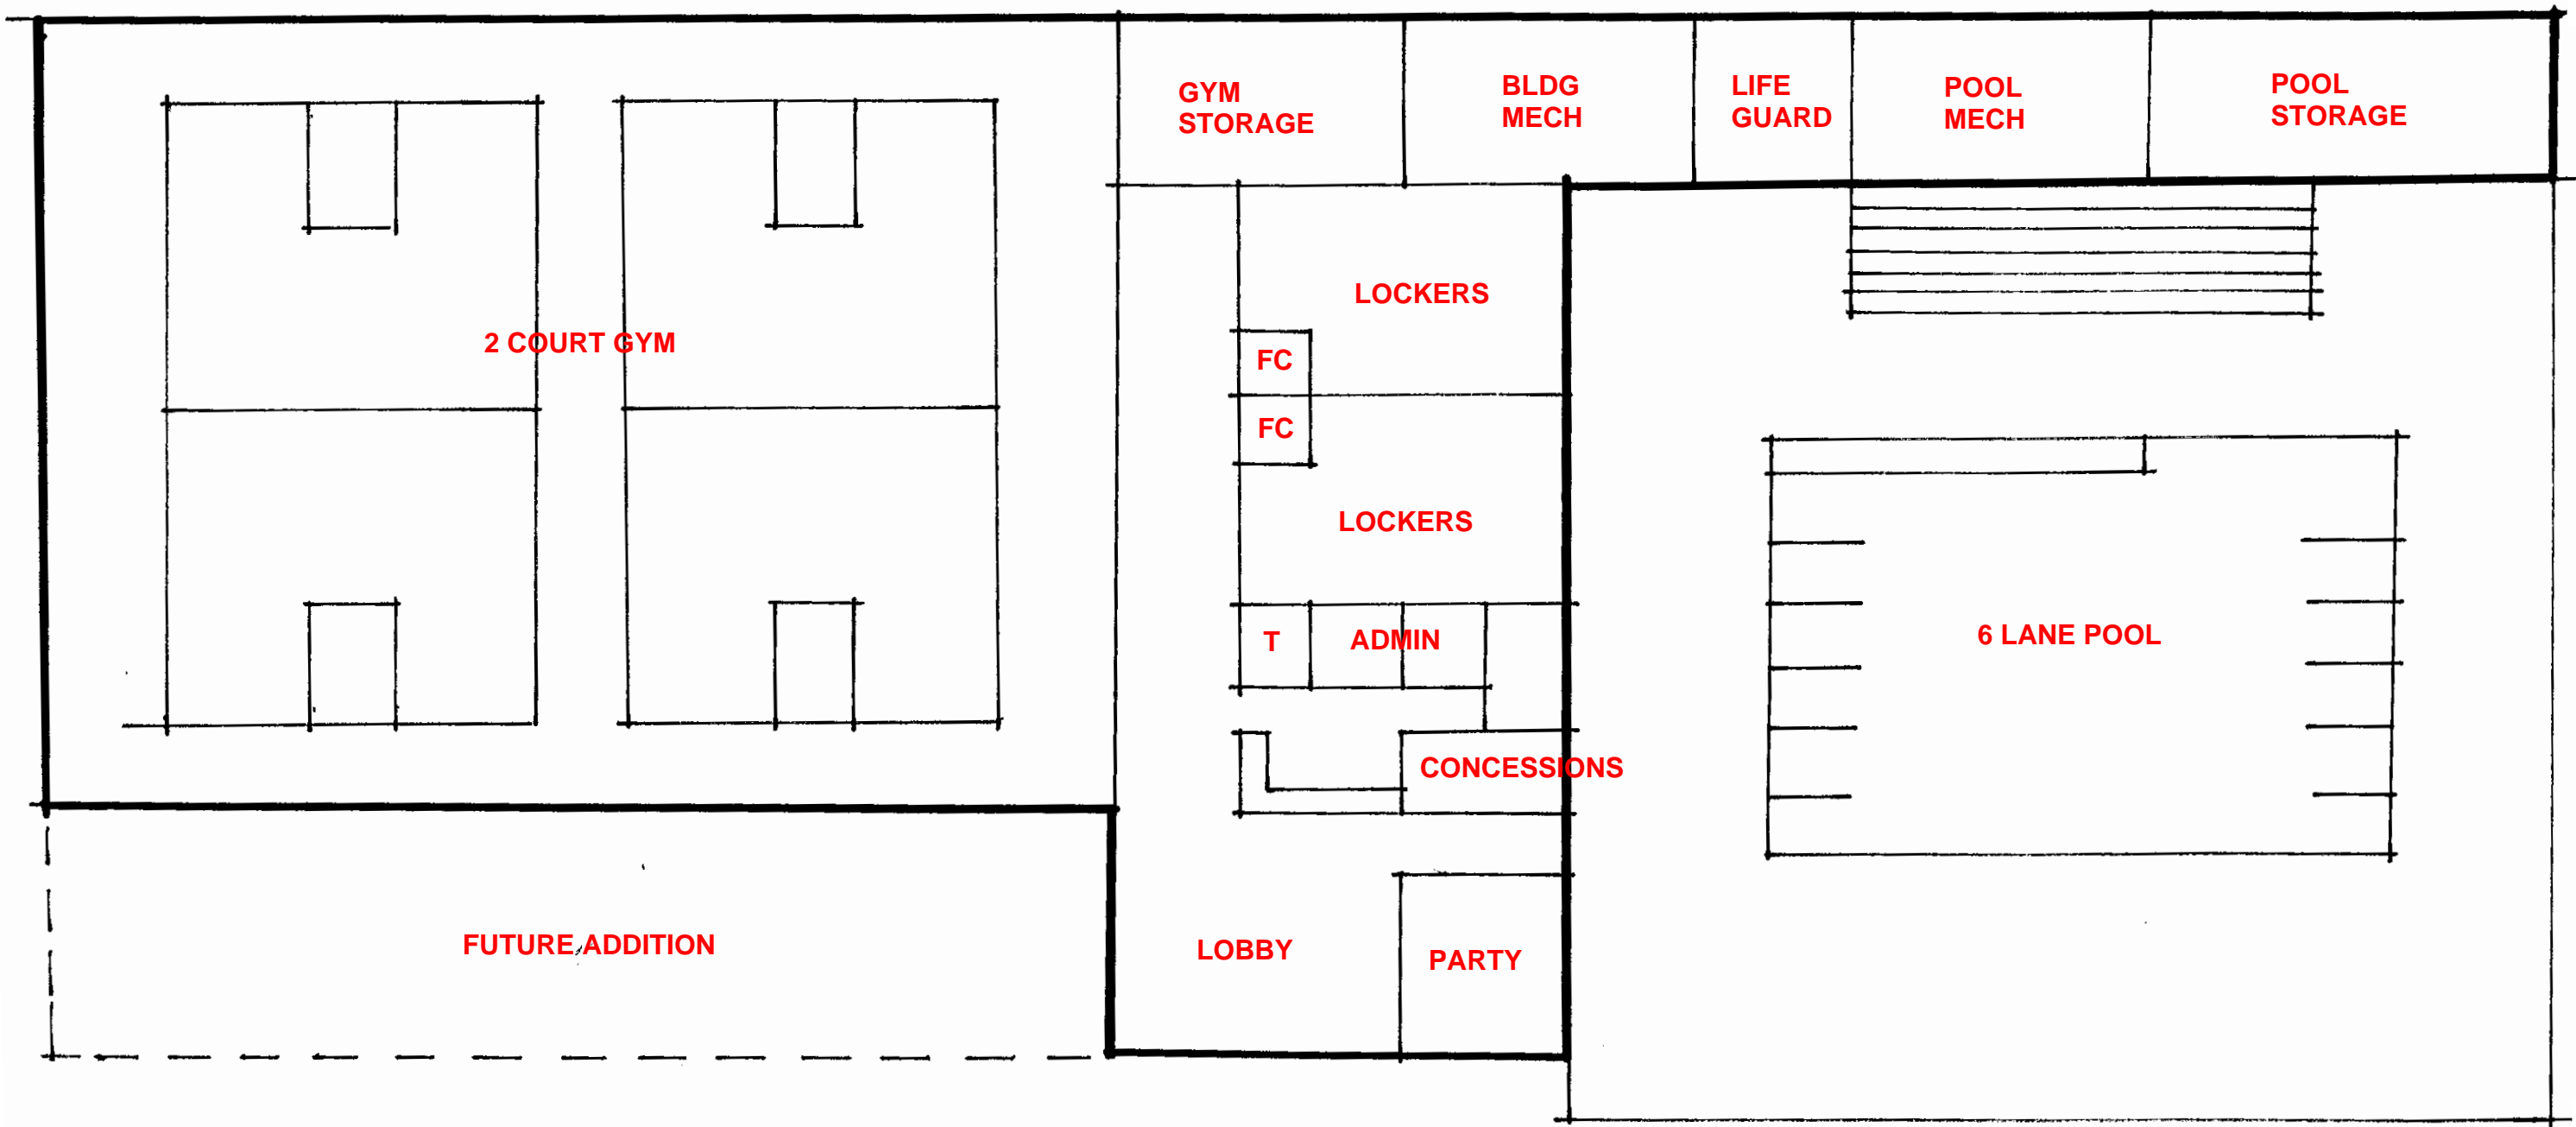 GYM
STORAGE
BLDG
MECH
LIFE
GUARD
POOL
MECH
POOL
STORAGE
2 COURT GYM
LOCKERS
FC
FC
LOCKERS
T
ADMIN
6 LANE POOL
CONCESSIONS
FUTURE ADDITION
LOBBY
PARTY